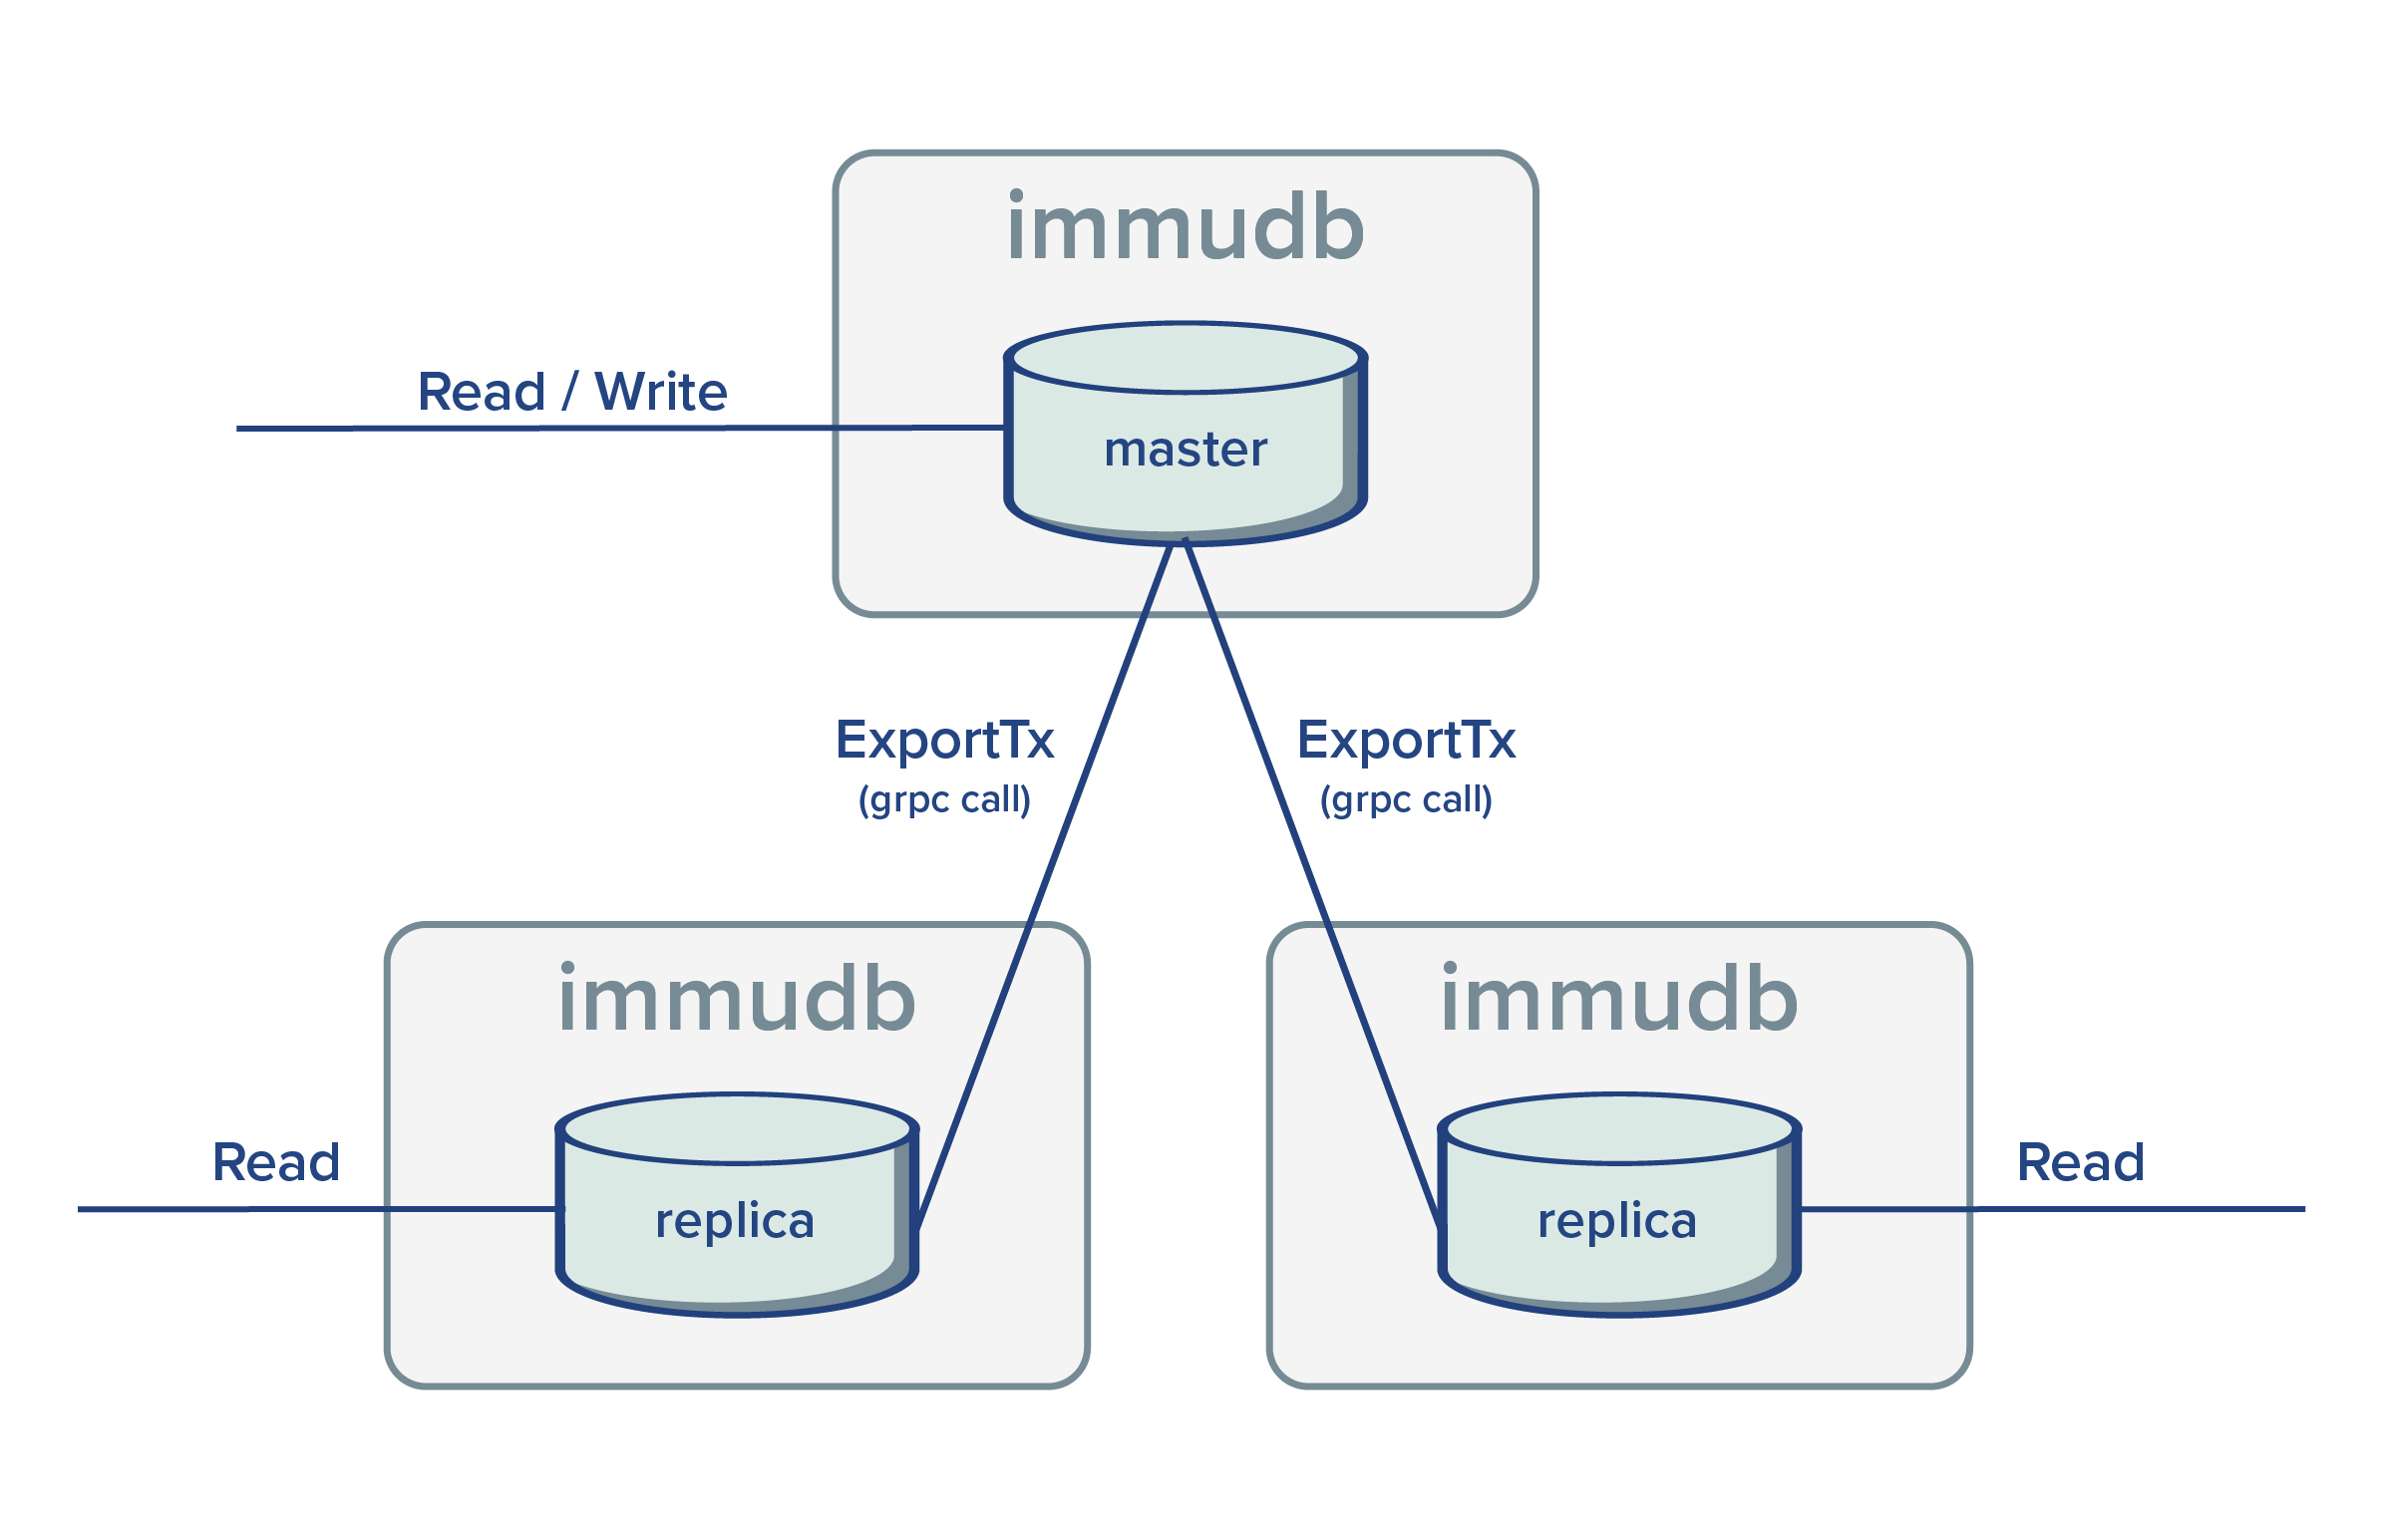 immudb
Read / Write
master
ExportTx
(grpc call)
ExportTx
(grpc call)
immudb
immudb
Read
replica
replica
Read